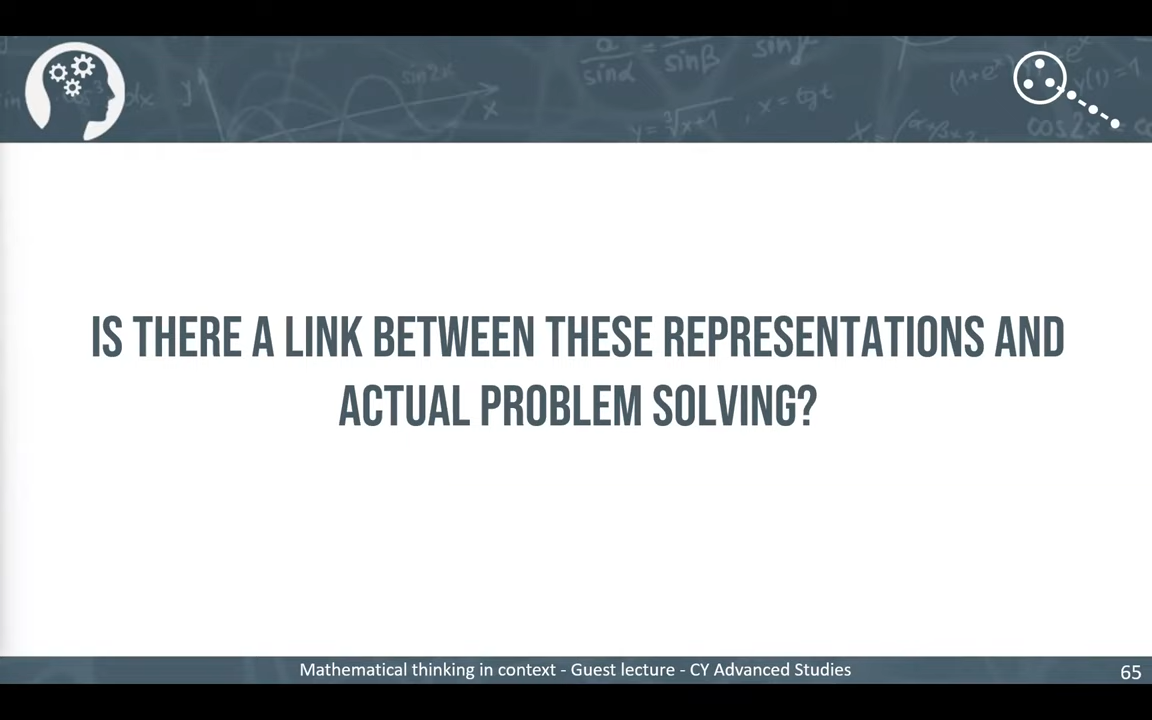 IS THERE A LINK BETWEEN THESE REPRESENTATIONS AND
ACTUAL PROBLEM SOLVING?
Mathematical thinking in context - Guest lecture - CY Advanced Studies
65